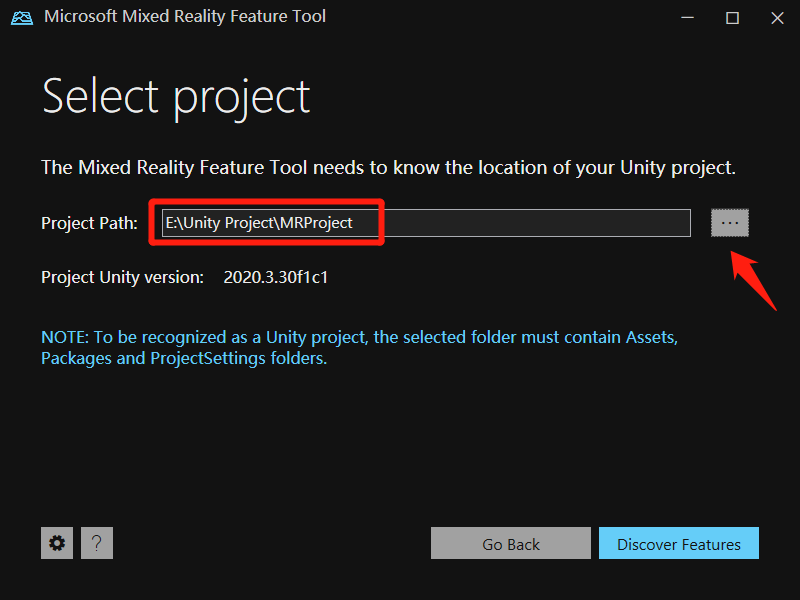 Microsoft Mixed Reality Feature Tool
Select project
The Mixed Reality Feature Tool needs to know the location of your Unity project.
Project Path: E:\Unity Project\MRProject ...
Project Unity version: 2020.3.30f1c1
NOTE: To be recognized as a Unity project, the selected folder must contain Assets,
Packages and ProjectSettings folders.
? Go Back Discover Features